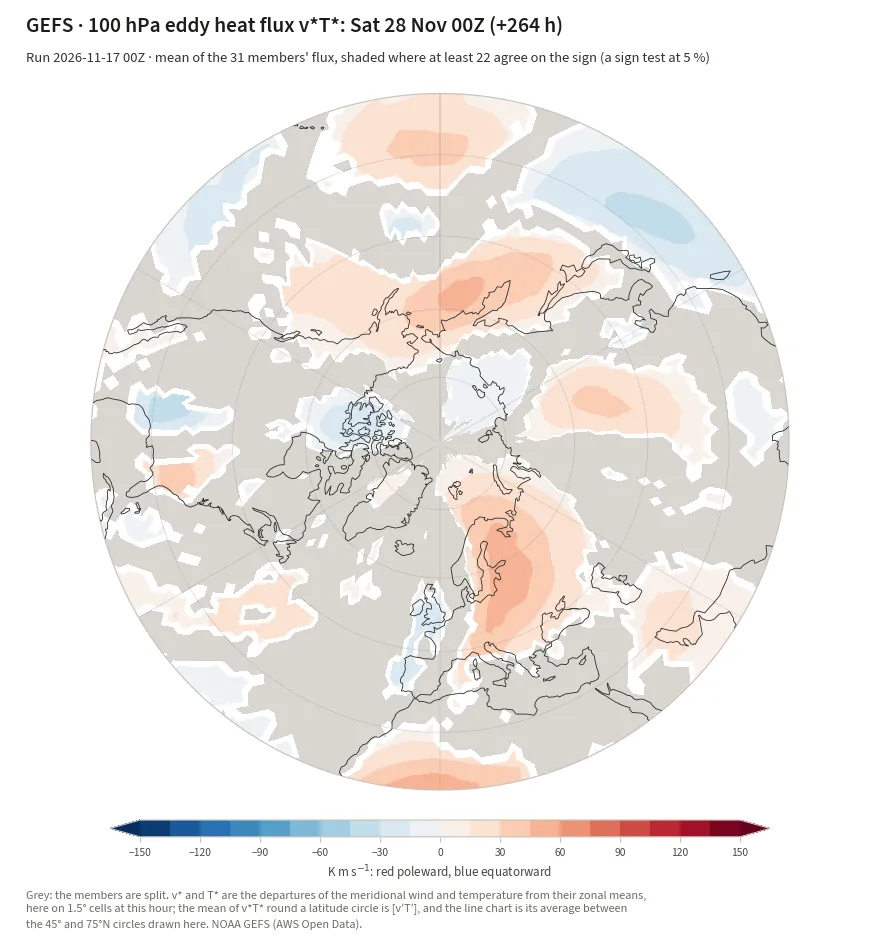 GEFS · 100 hPa eddy heat flux v*T*: Sat 28 Nov 00Z (+264 h)
Run 2026-11-17 00Z · mean of the 31 members' flux, shaded where at least 22 agree on the sign (a sign test at 5 %)
−150 −120 −90 −60 −30 0 30 60 90 120 150
K m s⁻¹: red poleward, blue equatorward
Grey: the members are split. v* and T* are the departures of the meridional wind and temperature from their zonal means,
here on 1.5° cells at this hour; the mean of v*T* round a latitude circle is [v'T'], and the line chart is its average between
the 45° and 75°N circles drawn here. NOAA GEFS (AWS Open Data).